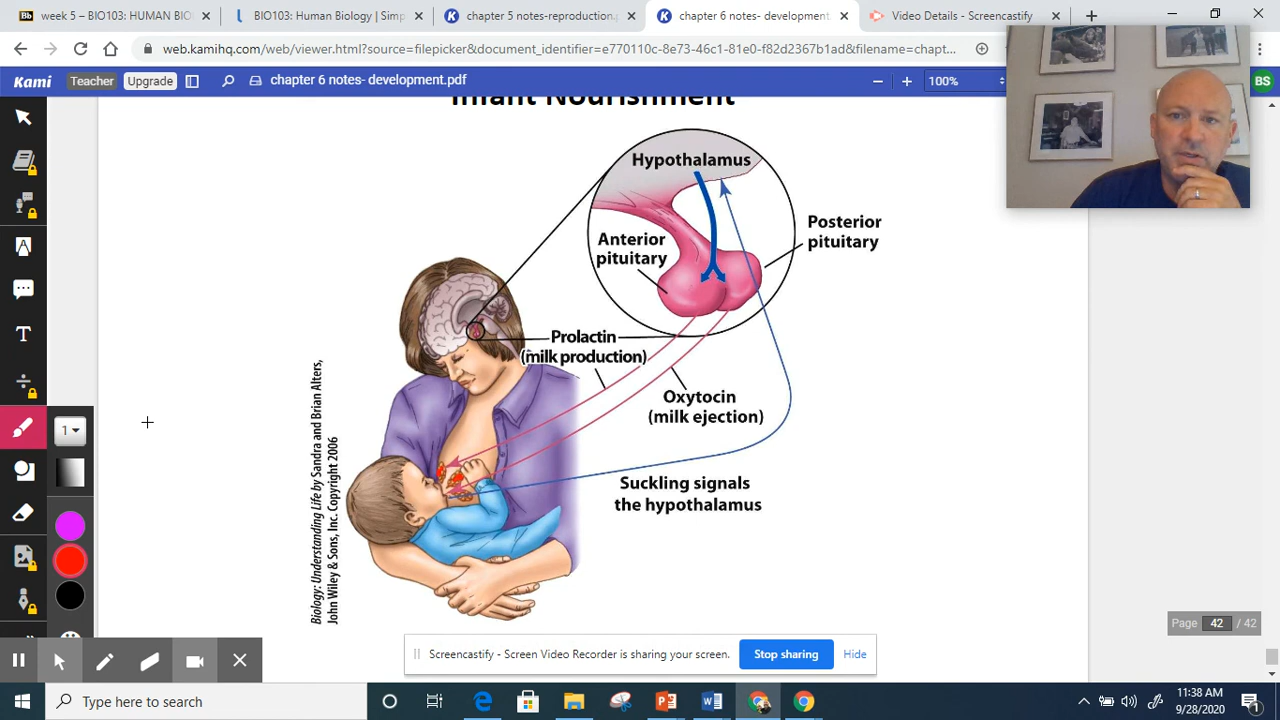 Bb week 5 – BIO103: HUMAN BIO
BIO103: Human Biology | Simp
chapter 5 notes-reproduction.p
chapter 6 notes- development.
Video Details - Screencastify
web.kamihq.com/web/viewer.html?source=filepicker&document_identifier=e770110c-8e73-46c1-81e0-f82d2367b1ad&filename=chapt...
Kami Teacher Upgrade chapter 6 notes- development.pdf 100% BS
Infant Nourishment
Hypothalamus
Anterior
pituitary
Posterior
pituitary
Prolactin
(milk production)
Oxytocin
(milk ejection)
Suckling signals
the hypothalamus
Biology: Understanding Life by Sandra and Brian Alters,
John Wiley & Sons, Inc. Copyright 2006
A
T
1
Page 42 / 42
Screencastify - Screen Video Recorder is sharing your screen. Stop sharing Hide
Type here to search
11:38 AM
9/28/2020
1